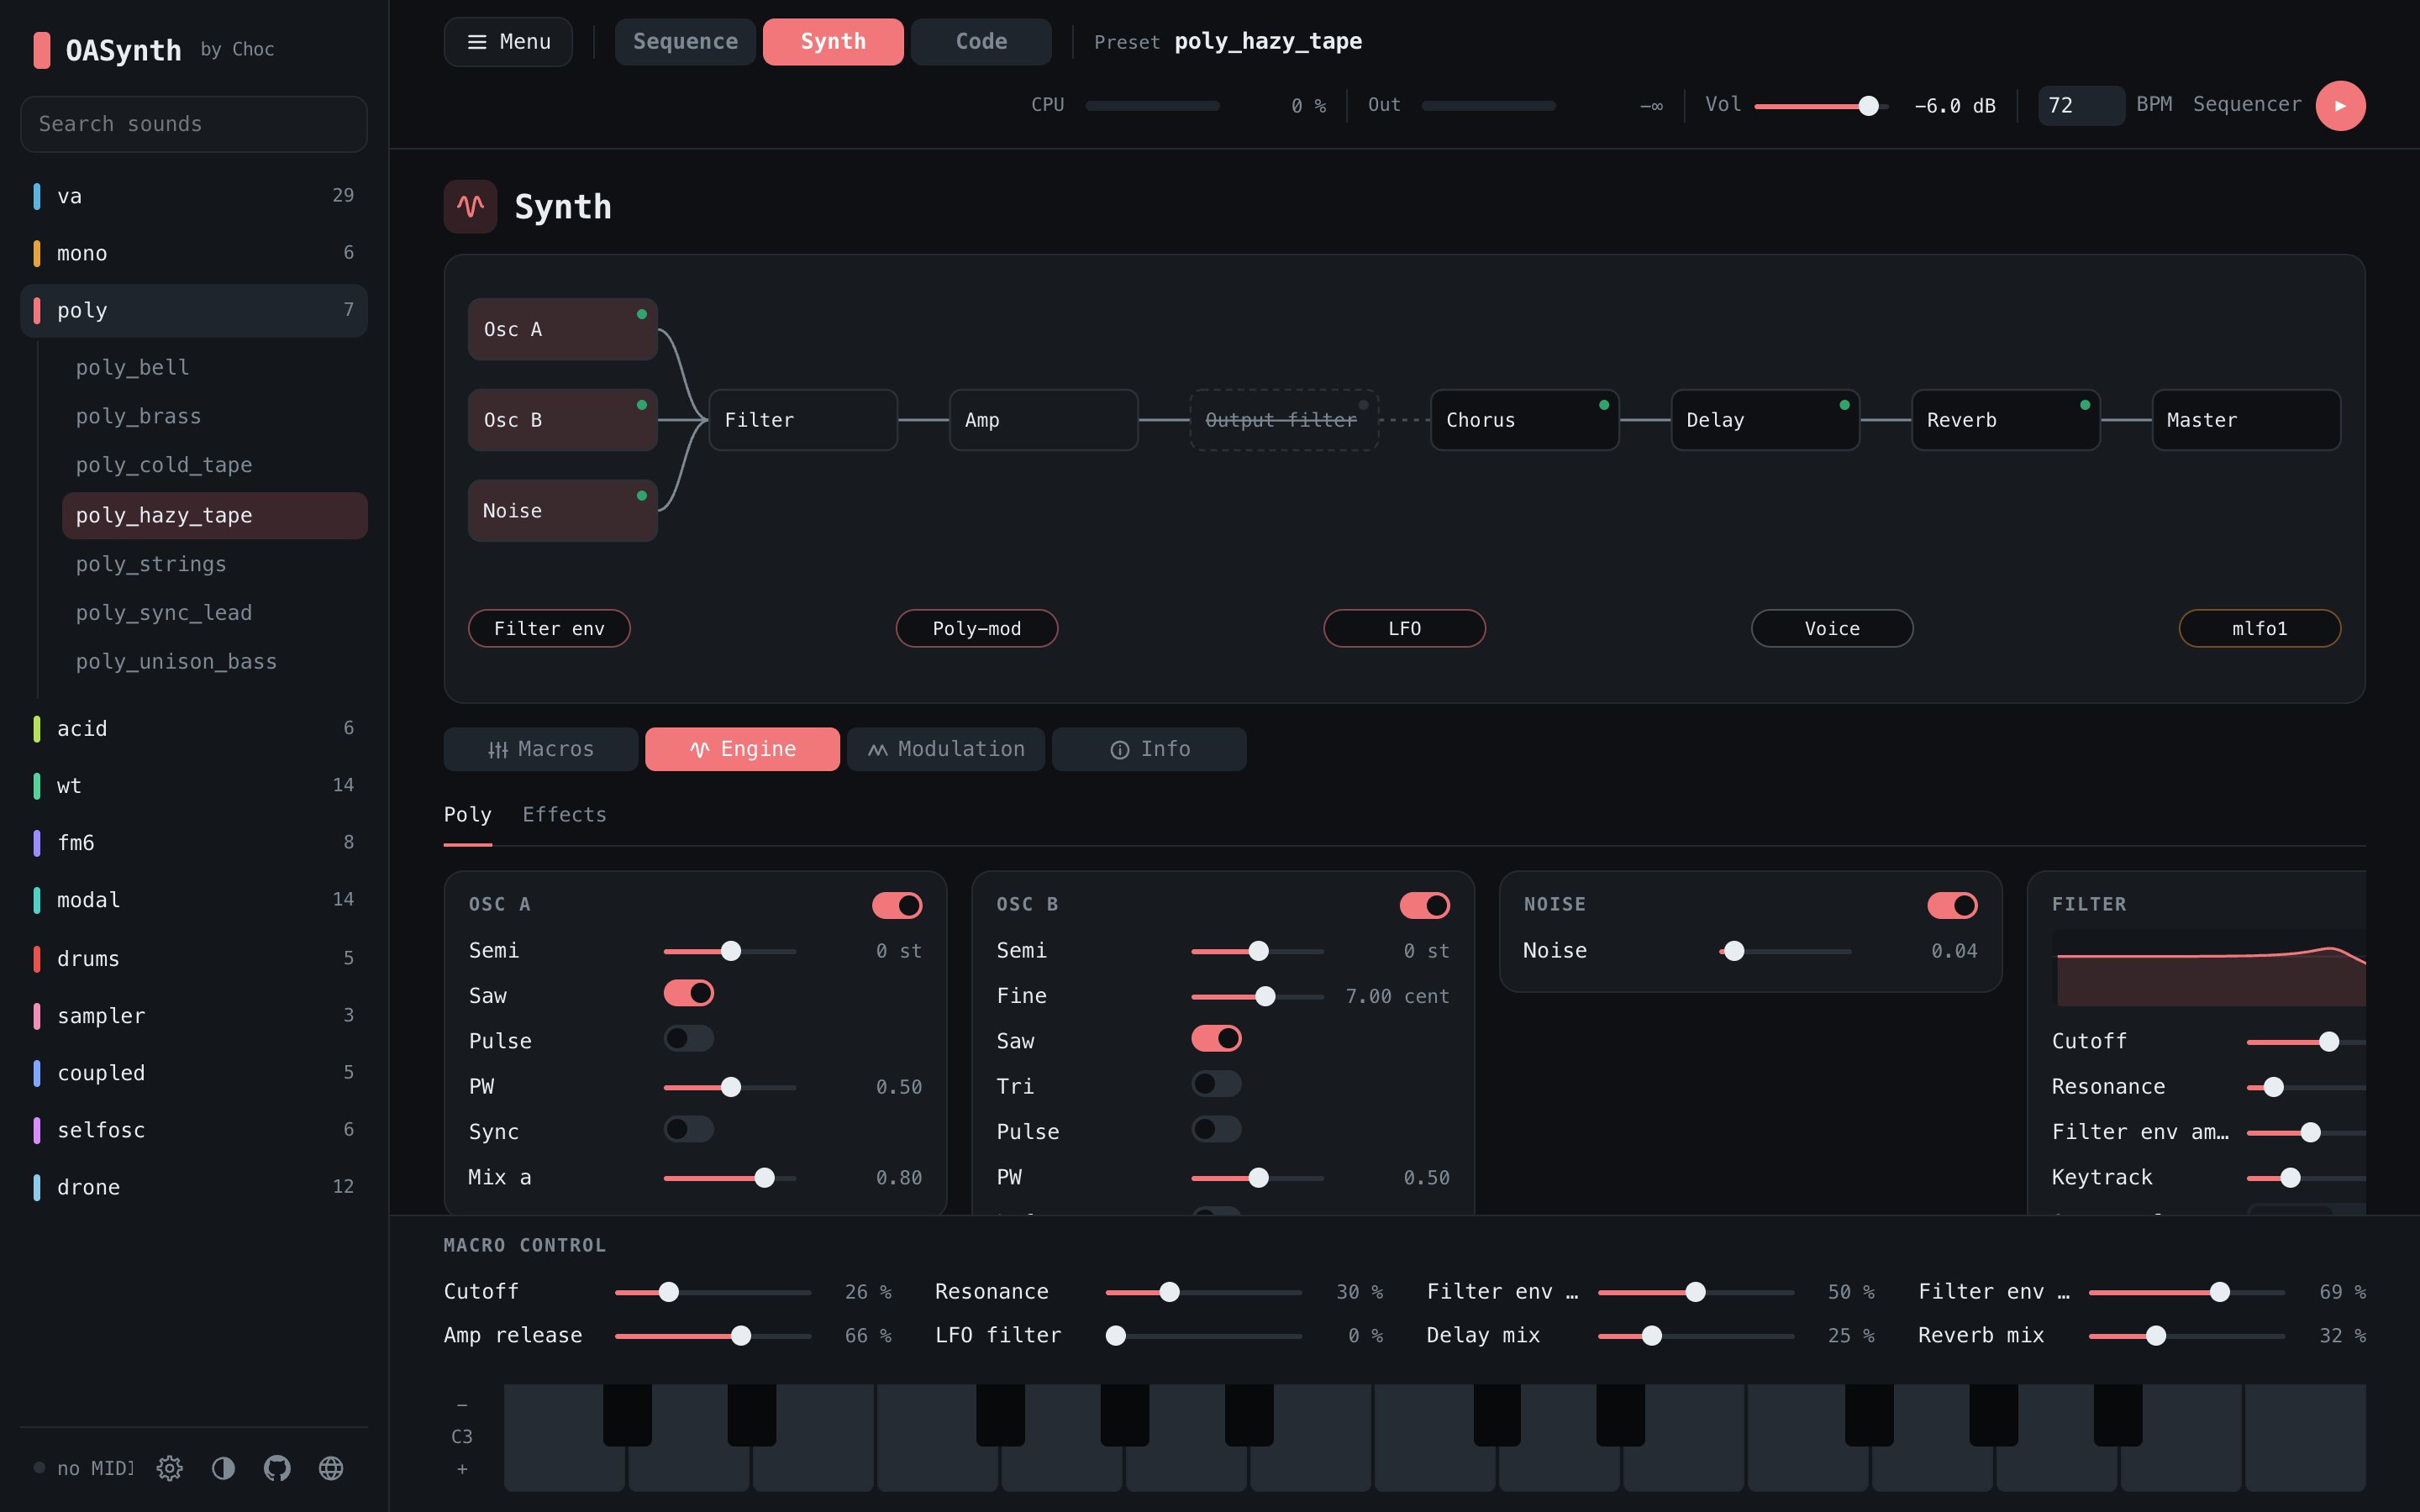 OASynth by Choc
Search sounds
va 29
mono 6
poly 7
poly_bell
poly_brass
poly_cold_tape
poly_hazy_tape
poly_strings
poly_sync_lead
poly_unison_bass
acid 6
wt 14
fm6 8
modal 14
drums 5
sampler 3
coupled 5
selfosc 6
drone 12
no MIDI
Menu Sequence Synth Code Preset poly_hazy_tape
CPU 0 % Out −∞ Vol −6.0 dB 72 BPM Sequencer
Synth
Osc A
Osc B Filter Amp Output filter Chorus Delay Reverb Master
Noise
Filter env Poly−mod LFO Voice mlfo1
Macros Engine Modulation Info
Poly Effects
OSC A
Semi 0 st
Saw
Pulse
PW 0.50
Sync
Mix a 0.80
OSC B
Semi 0 st
Fine 7.00 cent
Saw
Tri
Pulse
PW 0.50
NOISE
Noise 0.04
FILTER
Cutoff
Resonance
Filter env am…
Keytrack
MACRO CONTROL
Cutoff 26 % Resonance 30 % Filter env … 50 % Filter env … 69 %
Amp release 66 % LFO filter 0 % Delay mix 25 % Reverb mix 32 %
−
C3
+